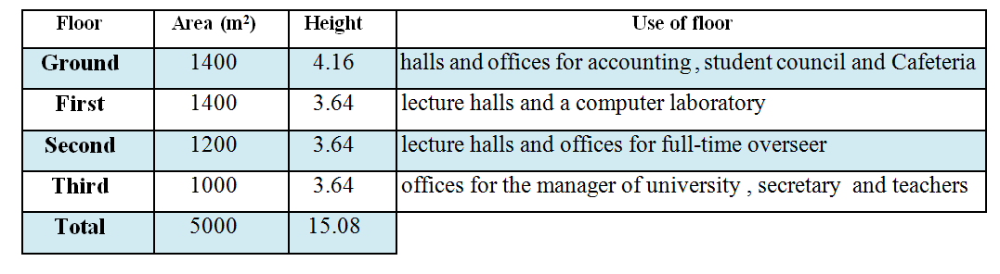 Floor Area (m²) Height Use of floor
Ground 1400 4.16 halls and offices for accounting , student council and Cafeteria
First 1400 3.64 lecture halls and a computer laboratory
Second 1200 3.64 lecture halls and offices for full-time overseer
Third 1000 3.64 offices for the manager of university , secretary and teachers
Total 5000 15.08